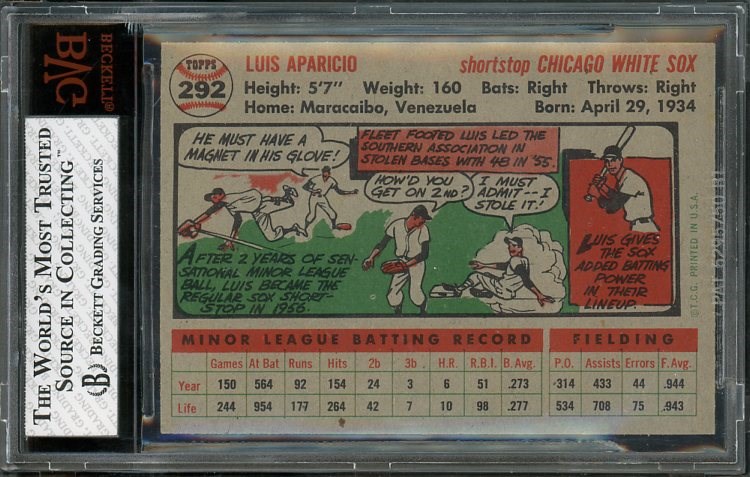 BECKETT®
BVG
THE WORLD'S MOST TRUSTED
SOURCE IN COLLECTING™
BECKETT GRADING SERVICES
B
TOPPS
292
LUIS APARICIO shortstop CHICAGO WHITE SOX
Height: 5'7" Weight: 160 Bats: Right Throws: Right
Home: Maracaibo, Venezuela Born: April 29, 1934
HE MUST HAVE A
MAGNET IN HIS GLOVE!
AFTER 2 YEARS OF SEN-
SATIONAL MINOR LEAGUE
BALL, LUIS BECAME THE
REGULAR SOX SHORT-
STOP IN 1956.
FLEET FOOTED LUIS LED THE
SOUTHERN ASSOCIATION IN
STOLEN BASES WITH 48 IN '55.
HOW'D YOU
GET ON 2ND?
I MUST
ADMIT--I
STOLE IT!
LUIS GIVES
THE SOX
ADDED BATTING
POWER
IN THEIR
LINEUP.
©T.C.G. PRINTED IN U.S.A.
MINOR LEAGUE BATTING RECORD FIELDING
Games At Bat Runs Hits 2b 3b H.R. R.B.I. B.Avg. P.O. Assists Errors F.Avg.
Year 150 564 92 154 24 3 6 51 .273 314 433 44 .944
Life 244 954 177 264 42 7 10 98 .277 534 708 75 .943